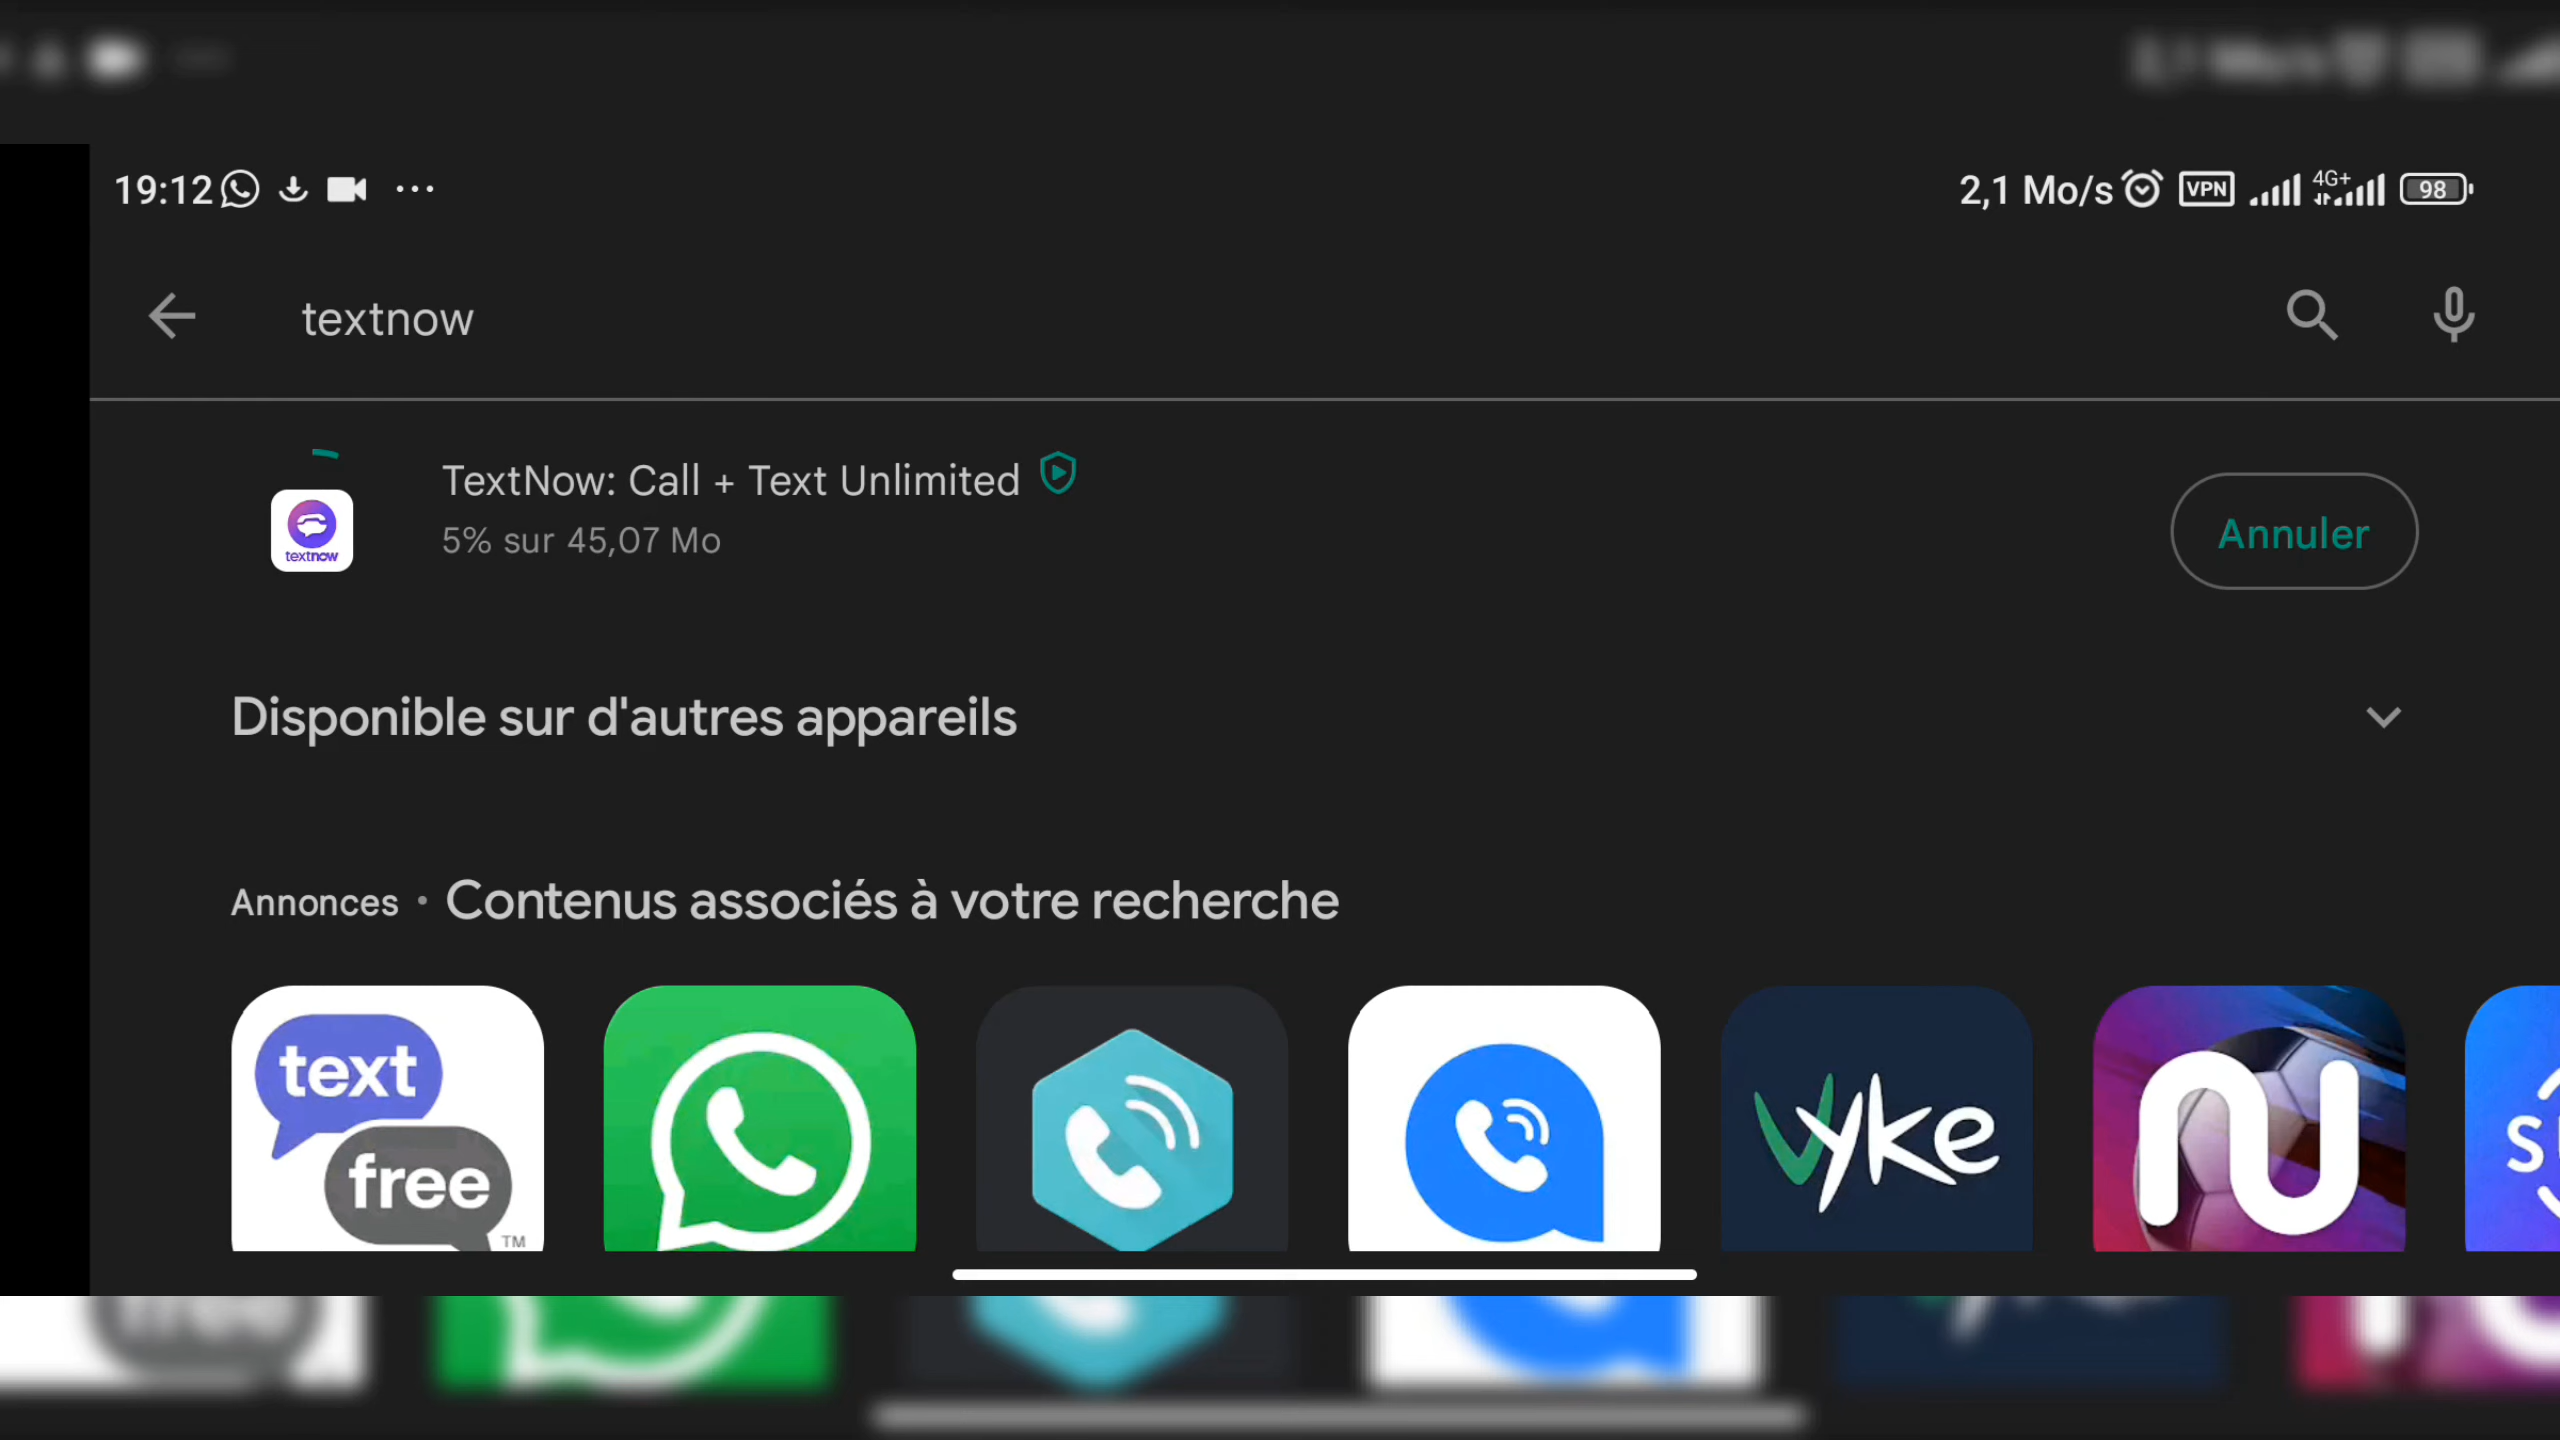 19:12
2,1 Mo/s VPN 4G+ 98
textnow
TextNow: Call + Text Unlimited
5% sur 45,07 Mo
textnow
Annuler
Disponible sur d'autres appareils
Annonces • Contenus associés à votre recherche
text
free
TM
vyke